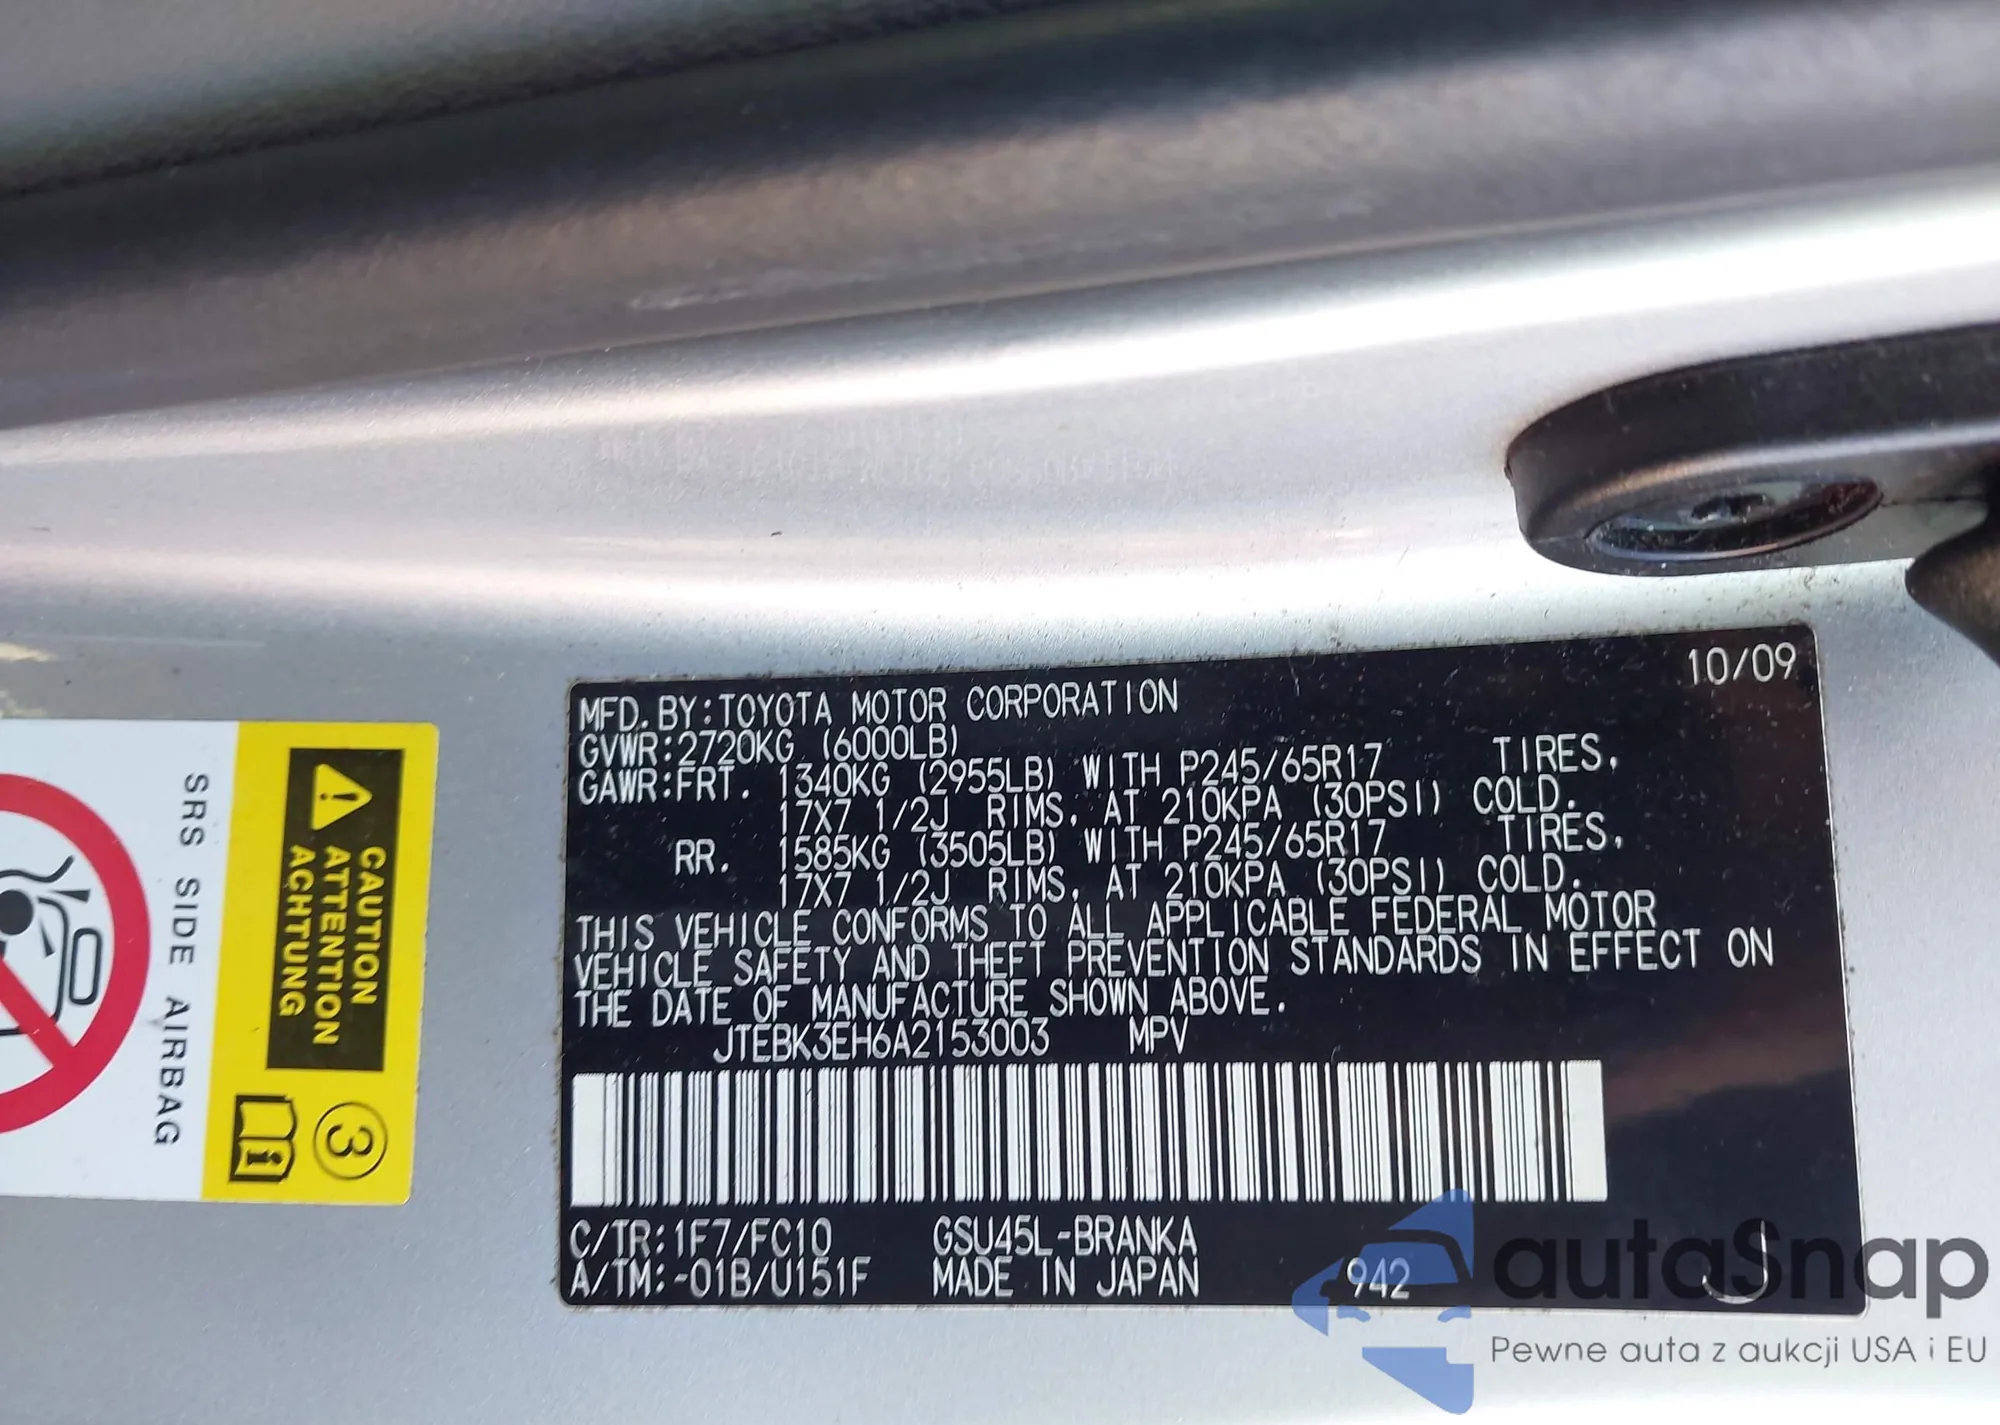 10/09
MFD. BY:TOYOTA MOTOR CORPORATION
GVWR:2720KG (6000LB)
GAWR:FRT. 1340KG (2955LB) WITH P245/65R17 TIRES,
17X7 1/2J RIMS, AT 210KPA (30PSI) COLD.
RR. 1585KG (3505LB) WITH P245/65R17 TIRES,
17X7 1/2J RIMS, AT 210KPA (30PSI) COLD.
THIS VEHICLE CONFORMS TO ALL APPLICABLE FEDERAL MOTOR
VEHICLE SAFETY AND THEFT PREVENTION STANDARDS IN EFFECT ON
THE DATE OF MANUFACTURE SHOWN ABOVE.
JTEBK3EH6A2153003 MPV
C/TR:1F7/FC10 GSU45L-BRANKA
A/TM:-01B/U151F MADE IN JAPAN 942 J
CAUTION
ATTENTION
ACHTUNG
3
i
SRS SIDE AIRBAG
autaSnap
Pewne auta z aukcji USA i EU